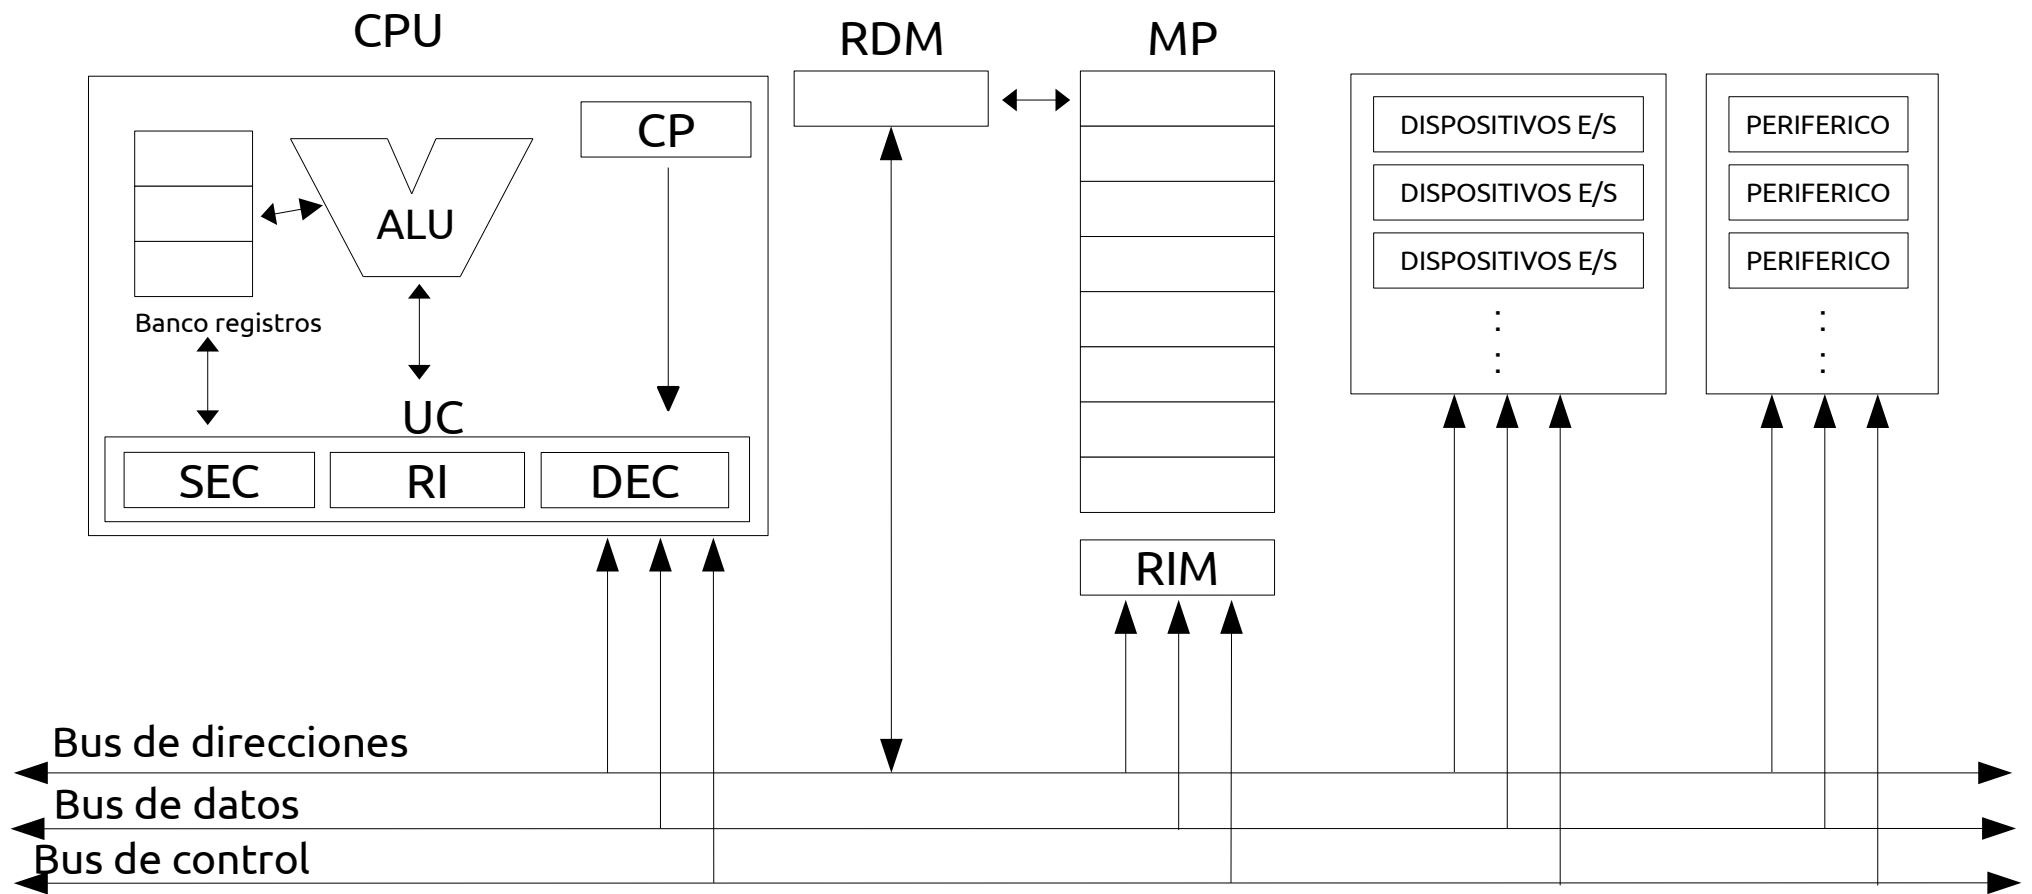 CPU
RDM
MP
CP
ALU
Banco registros
UC
SEC
RI
DEC
RIM
DISPOSITIVOS E/S
DISPOSITIVOS E/S
DISPOSITIVOS E/S
PERIFERICO
PERIFERICO
PERIFERICO
Bus de direcciones
Bus de datos
Bus de control